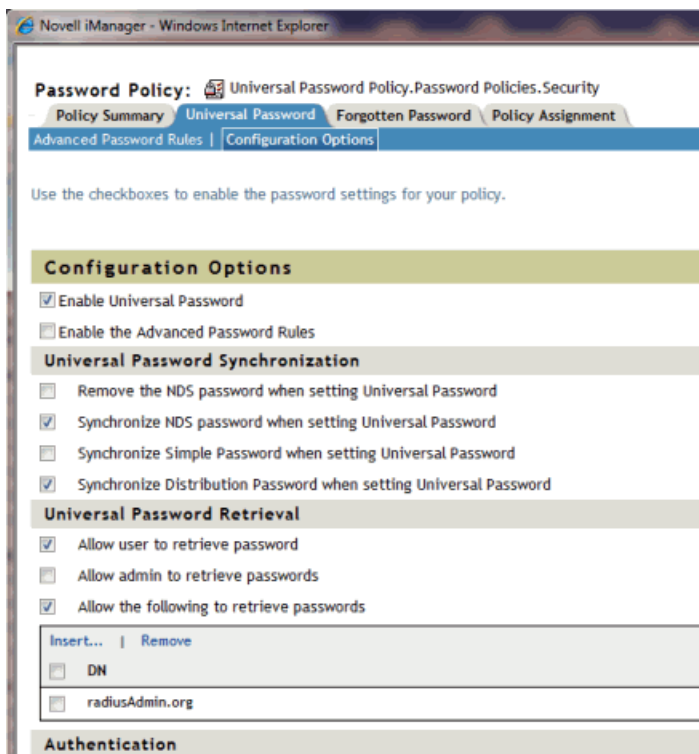 Novell iManager - Windows Internet Explorer
Password Policy: Universal Password Policy.Password Policies.Security
Policy Summary Universal Password Forgotten Password Policy Assignment
Advanced Password Rules | Configuration Options
Use the checkboxes to enable the password settings for your policy.
Configuration Options
Enable Universal Password
Enable the Advanced Password Rules
Universal Password Synchronization
Remove the NDS password when setting Universal Password
Synchronize NDS password when setting Universal Password
Synchronize Simple Password when setting Universal Password
Synchronize Distribution Password when setting Universal Password
Universal Password Retrieval
Allow user to retrieve password
Allow admin to retrieve passwords
Allow the following to retrieve passwords
Insert... | Remove
DN
radiusAdmin.org
Authentication